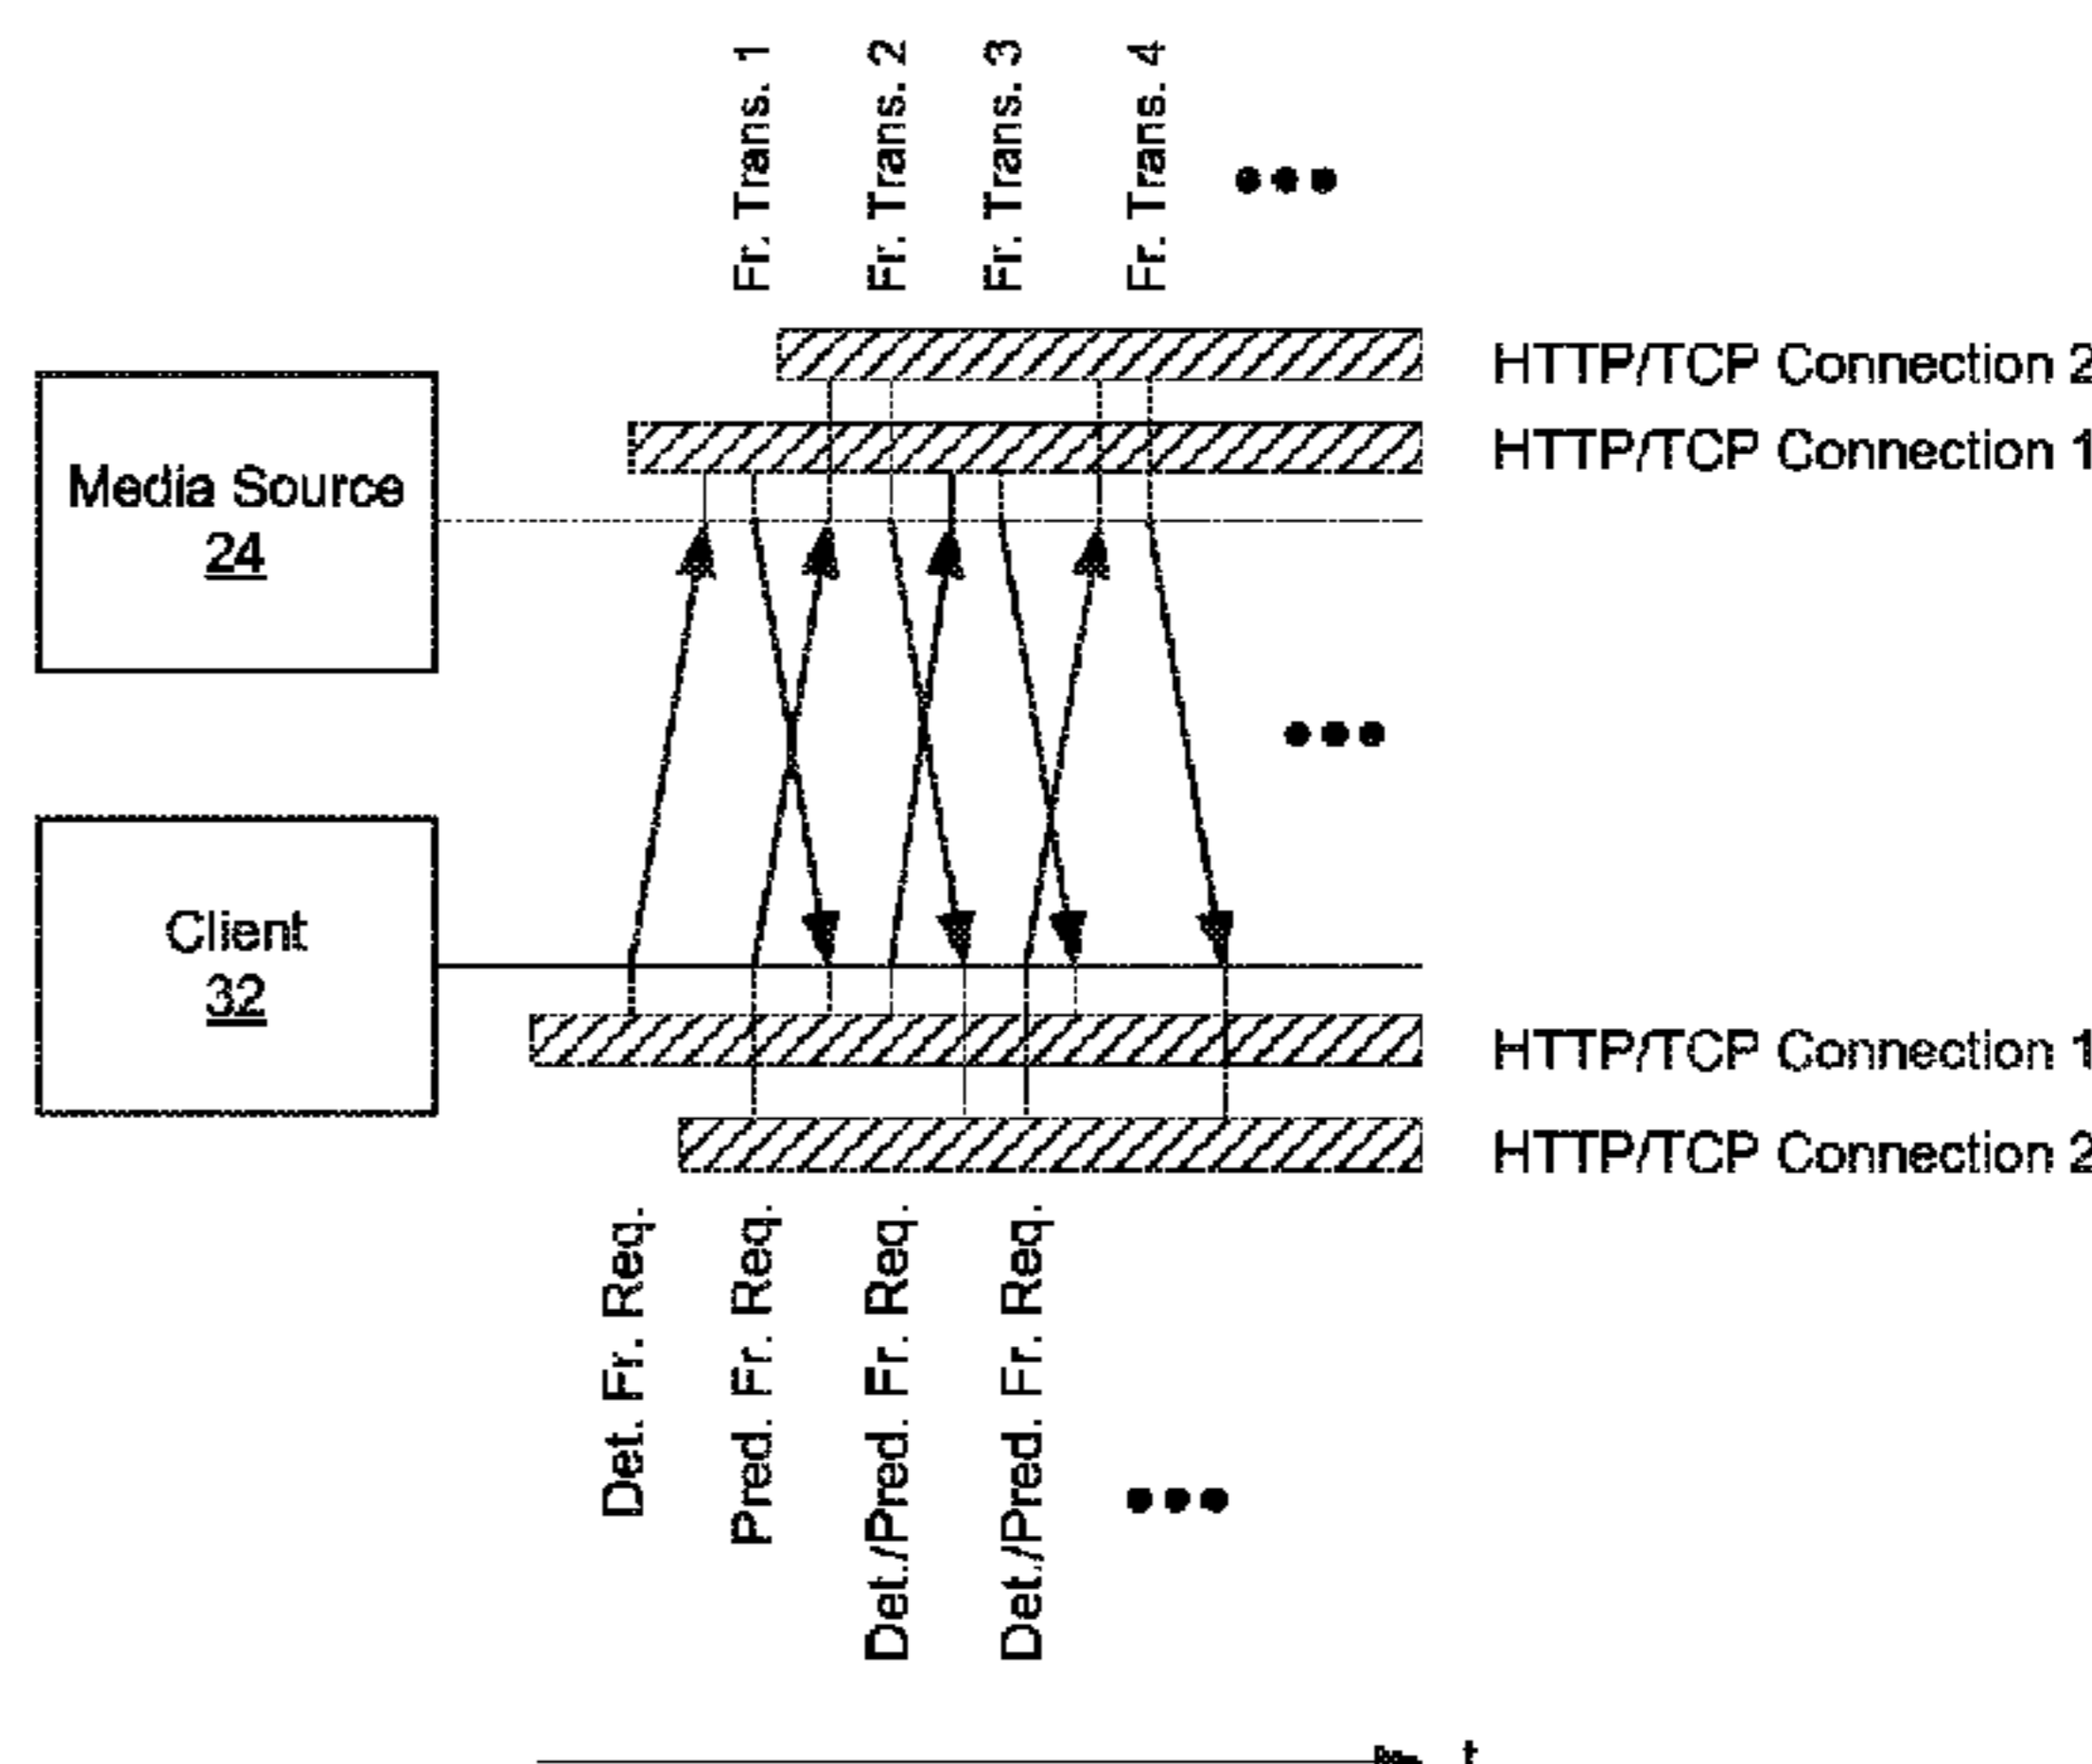 Fr. Trans. 1
Fr. Trans. 2
Fr. Trans. 3
Fr. Trans. 4
HTTP/TCP Connection 2
HTTP/TCP Connection 1
Media Source
24
Client
32
HTTP/TCP Connection 1
HTTP/TCP Connection 2
Det. Fr. Req.
Pred. Fr. Req.
Det./Pred. Fr. Req.
Det./Pred. Fr. Req.
t